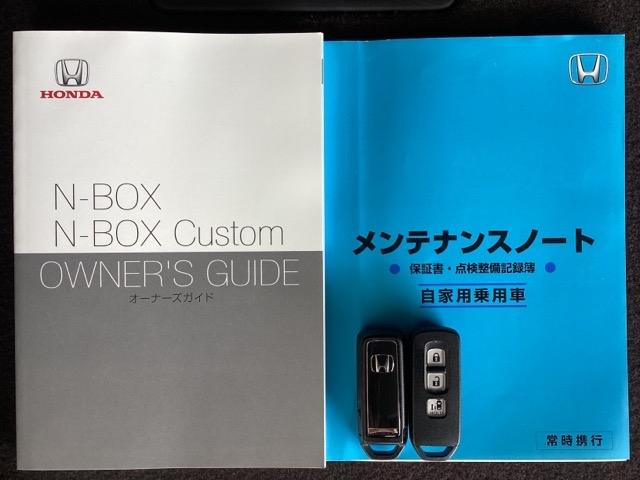 HONDA
N-BOX
N-BOX Custom
OWNER'S GUIDE
オーナーズガイド
メンテナンスノート
保証書・点検整備記録簿
自家用乗用車
常時携行